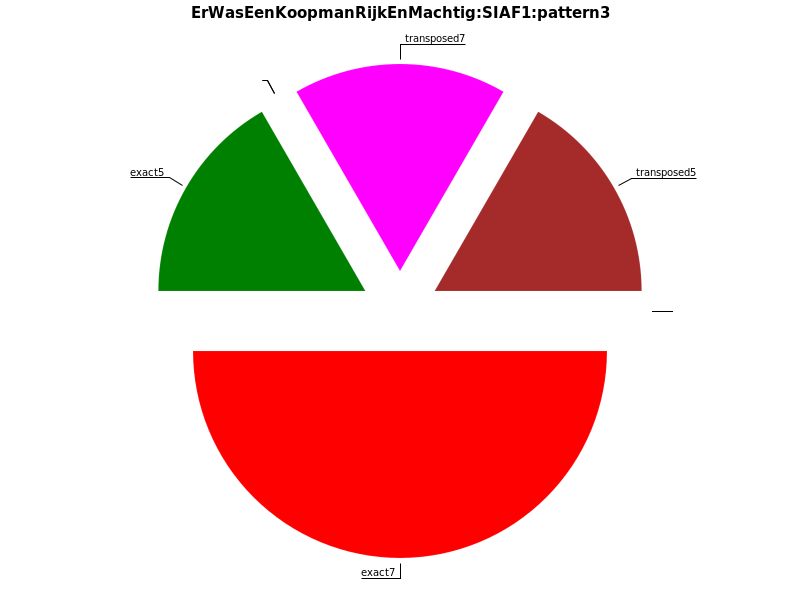 ErWasEenKoopmanRijkEnMachtig:SIAF1:pattern3
transposed7
exact5
transposed5
exact7